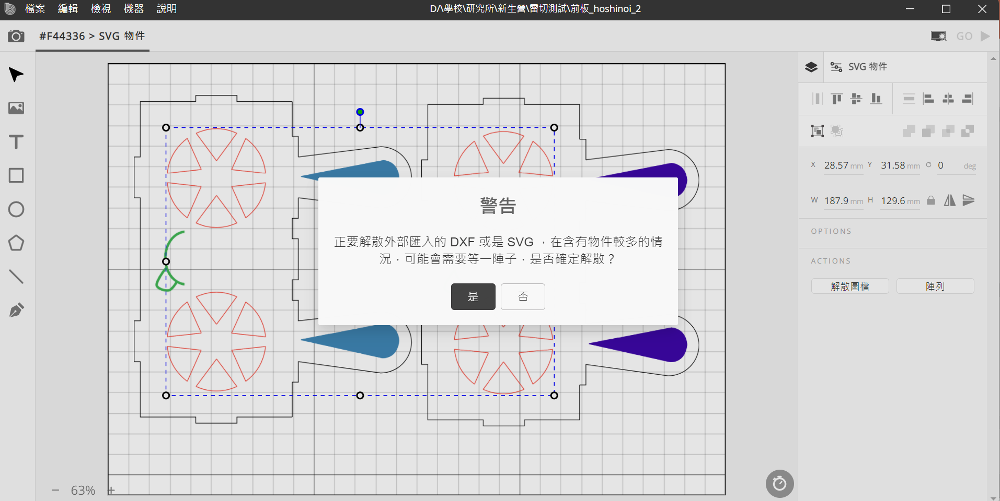 檔案 編輯 檢視 機器 說明
D/\學校\研究所\新生營\雷切測試\前板_hoshinoi_2
#F44336 > SVG 物件
GO
SVG 物件
X 28.57 mm Y 31.58 mm 0 deg
W 187.9 mm H 129.6 mm
OPTIONS
ACTIONS
解散圖檔 陣列
警告
正要解散外部匯入的 DXF 或是 SVG ，在含有物件較多的情
況，可能會需要等一陣子，是否確定解散？
是 否
63%